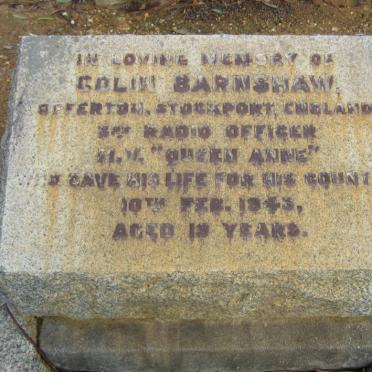 IN LOVING MEMORY OF
COLIN BARNSHAW,
OFFERTON, STOCKPORT, ENGLAND
3RD RADIO OFFICER
M.V. "QUEEN ANNE"
WHO GAVE HIS LIFE FOR HIS COUNT
10TH FEB. 1943,
AGED 19 YEARS.